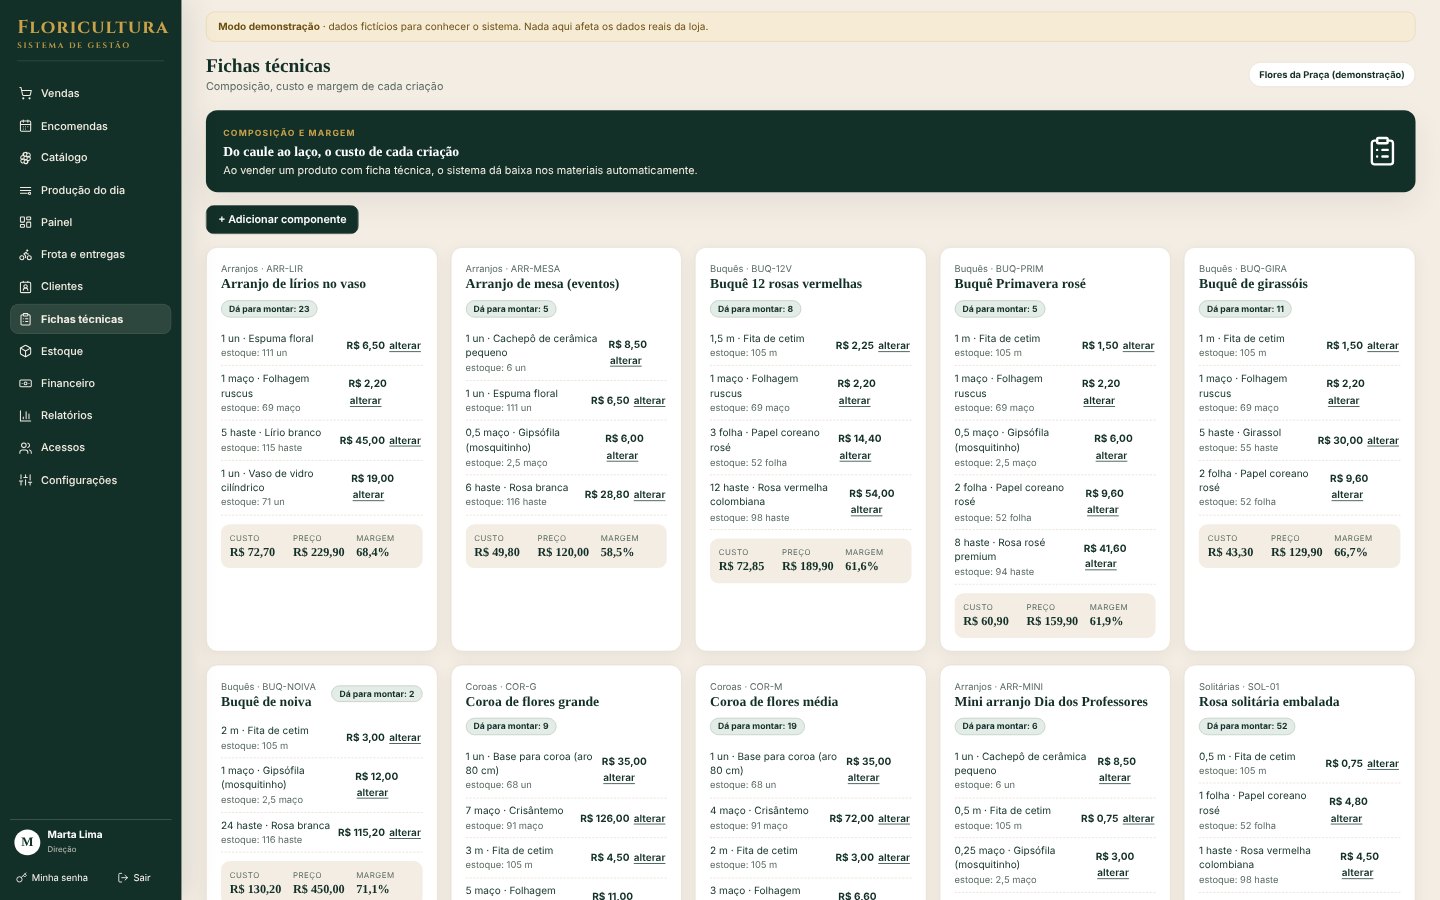 FLORICULTURA
SISTEMA DE GESTÃO
Vendas
Encomendas
Catálogo
Produção do dia
Painel
Frota e entregas
Clientes
Fichas técnicas
Estoque
Financeiro
Relatórios
Acessos
Configurações
M
Marta Lima
Direção
Minha senha
Sair
Modo demonstração · dados fictícios para conhecer o sistema. Nada aqui afeta os dados reais da loja.
Fichas técnicas
Composição, custo e margem de cada criação
Flores da Praça (demonstração)
COMPOSIÇÃO E MARGEM
Do caule ao laço, o custo de cada criação
Ao vender um produto com ficha técnica, o sistema dá baixa nos materiais automaticamente.
+ Adicionar componente
Arranjos · ARR-LIR
Arranjo de lírios no vaso
Dá para montar: 23
1 un · Espuma floral
estoque: 111 un
R$ 6,50 alterar
1 maço · Folhagem
ruscus
estoque: 69 maço
R$ 2,20
alterar
5 haste · Lírio branco
estoque: 115 haste
R$ 45,00 alterar
1 un · Vaso de vidro
cilíndrico
estoque: 71 un
R$ 19,00
alterar
CUSTO PREÇO MARGEM
R$ 72,70 R$ 229,90 68,4%
Arranjos · ARR-MESA
Arranjo de mesa (eventos)
Dá para montar: 5
1 un · Cachepô de cerâmica
pequeno
estoque: 6 un
R$ 8,50
alterar
1 un · Espuma floral
estoque: 111 un
R$ 6,50 alterar
0,5 maço · Gipsófila
(mosquitinho)
estoque: 2,5 maço
R$ 6,00
alterar
6 haste · Rosa branca
estoque: 116 haste
R$ 28,80 alterar
CUSTO PREÇO MARGEM
R$ 49,80 R$ 120,00 58,5%
Buquês · BUQ-12V
Buquê 12 rosas vermelhas
Dá para montar: 8
1,5 m · Fita de cetim
estoque: 105 m
R$ 2,25 alterar
1 maço · Folhagem
ruscus
estoque: 69 maço
R$ 2,20
alterar
3 folha · Papel coreano
rosé
estoque: 52 folha
R$ 14,40
alterar
12 haste · Rosa vermelha
colombiana
estoque: 98 haste
R$ 54,00
alterar
CUSTO PREÇO MARGEM
R$ 72,85 R$ 189,90 61,6%
Buquês · BUQ-PRIM
Buquê Primavera rosé
Dá para montar: 5
1 m · Fita de cetim
estoque: 105 m
R$ 1,50 alterar
1 maço · Folhagem
ruscus
estoque: 69 maço
R$ 2,20
alterar
0,5 maço · Gipsófila
(mosquitinho)
estoque: 2,5 maço
R$ 6,00
alterar
2 folha · Papel coreano
rosé
estoque: 52 folha
R$ 9,60
alterar
8 haste · Rosa rosé
premium
estoque: 94 haste
R$ 41,60
alterar
CUSTO PREÇO MARGEM
R$ 60,90 R$ 159,90 61,9%
Buquês · BUQ-GIRA
Buquê de girassóis
Dá para montar: 11
1 m · Fita de cetim
estoque: 105 m
R$ 1,50 alterar
1 maço · Folhagem
ruscus
estoque: 69 maço
R$ 2,20
alterar
5 haste · Girassol
estoque: 55 haste
R$ 30,00 alterar
2 folha · Papel coreano
rosé
estoque: 52 folha
R$ 9,60
alterar
CUSTO PREÇO MARGEM
R$ 43,30 R$ 129,90 66,7%
Buquês · BUQ-NOIVA
Buquê de noiva
Dá para montar: 2
2 m · Fita de cetim
estoque: 105 m
R$ 3,00 alterar
1 maço · Gipsófila
(mosquitinho)
estoque: 2,5 maço
R$ 12,00
alterar
24 haste · Rosa branca
estoque: 116 haste
R$ 115,20 alterar
CUSTO PREÇO MARGEM
R$ 130,20 R$ 450,00 71,1%
Coroas · COR-G
Coroa de flores grande
Dá para montar: 9
1 un · Base para coroa (aro
80 cm)
estoque: 68 un
R$ 35,00
alterar
7 maço · Crisântemo
estoque: 91 maço
R$ 126,00 alterar
3 m · Fita de cetim
estoque: 105 m
R$ 4,50 alterar
5 maço · Folhagem
R$ 11,00
Coroas · COR-M
Coroa de flores média
Dá para montar: 19
1 un · Base para coroa (aro
80 cm)
estoque: 68 un
R$ 35,00
alterar
4 maço · Crisântemo
estoque: 91 maço
R$ 72,00 alterar
2 m · Fita de cetim
estoque: 105 m
R$ 3,00 alterar
3 maço · Folhagem
R$ 6,60
Arranjos · ARR-MINI
Mini arranjo Dia dos Professores
Dá para montar: 6
1 un · Cachepô de cerâmica
pequeno
estoque: 6 un
R$ 8,50
alterar
0,5 m · Fita de cetim
estoque: 105 m
R$ 0,75 alterar
0,25 maço · Gipsófila
(mosquitinho)
estoque: 2,5 maço
R$ 3,00
alterar
Solitárias · SOL-01
Rosa solitária embalada
Dá para montar: 52
0,5 m · Fita de cetim
estoque: 105 m
R$ 0,75 alterar
1 folha · Papel coreano
rosé
estoque: 52 folha
R$ 4,80
alterar
1 haste · Rosa vermelha
colombiana
estoque: 98 haste
R$ 4,50
alterar